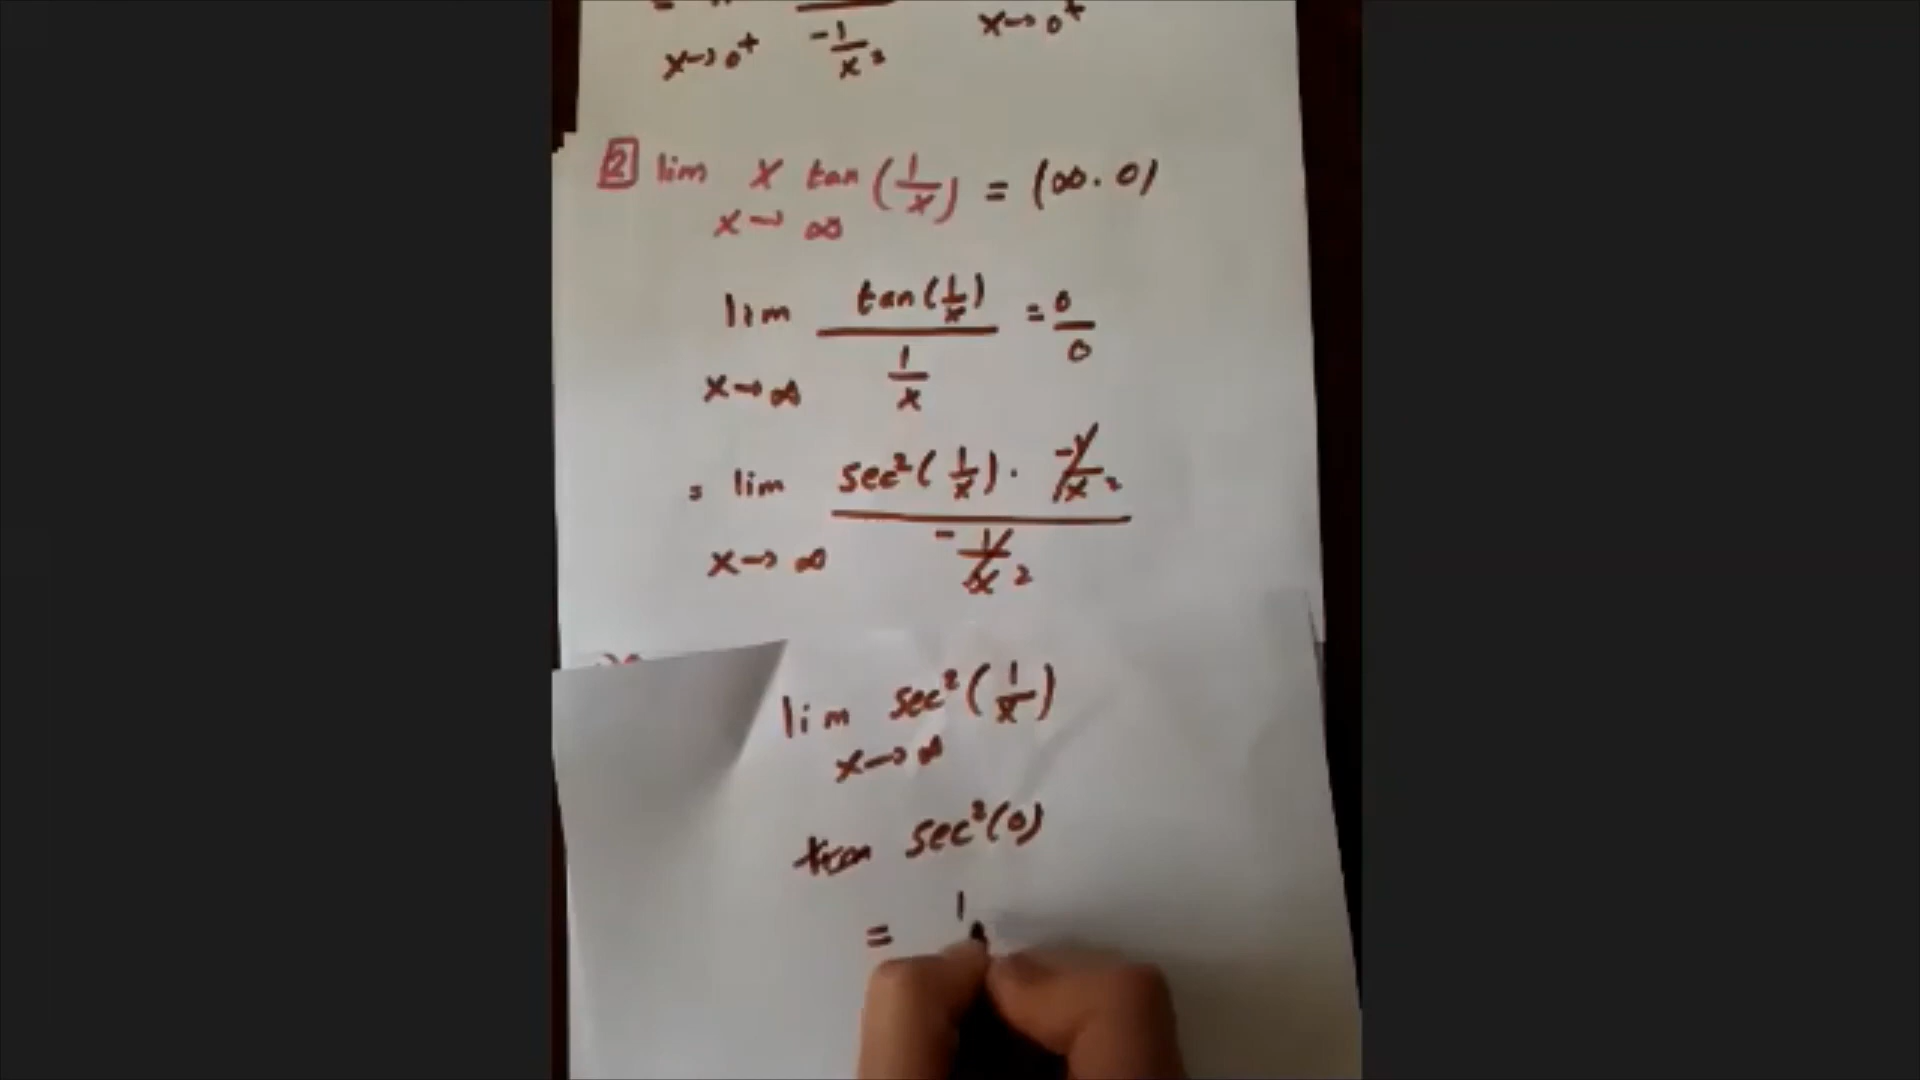 x→0⁺ -1/x² x→0⁺
2 lim x tan(1/x) = (∞.0)
x→∞
lim tan(1/x) / 1/x = 0/0
x→∞
= lim sec²(1/x) . -1/x² / -1/x²
x→∞
lim sec²(1/x)
x→∞
sec²(0)
= 1